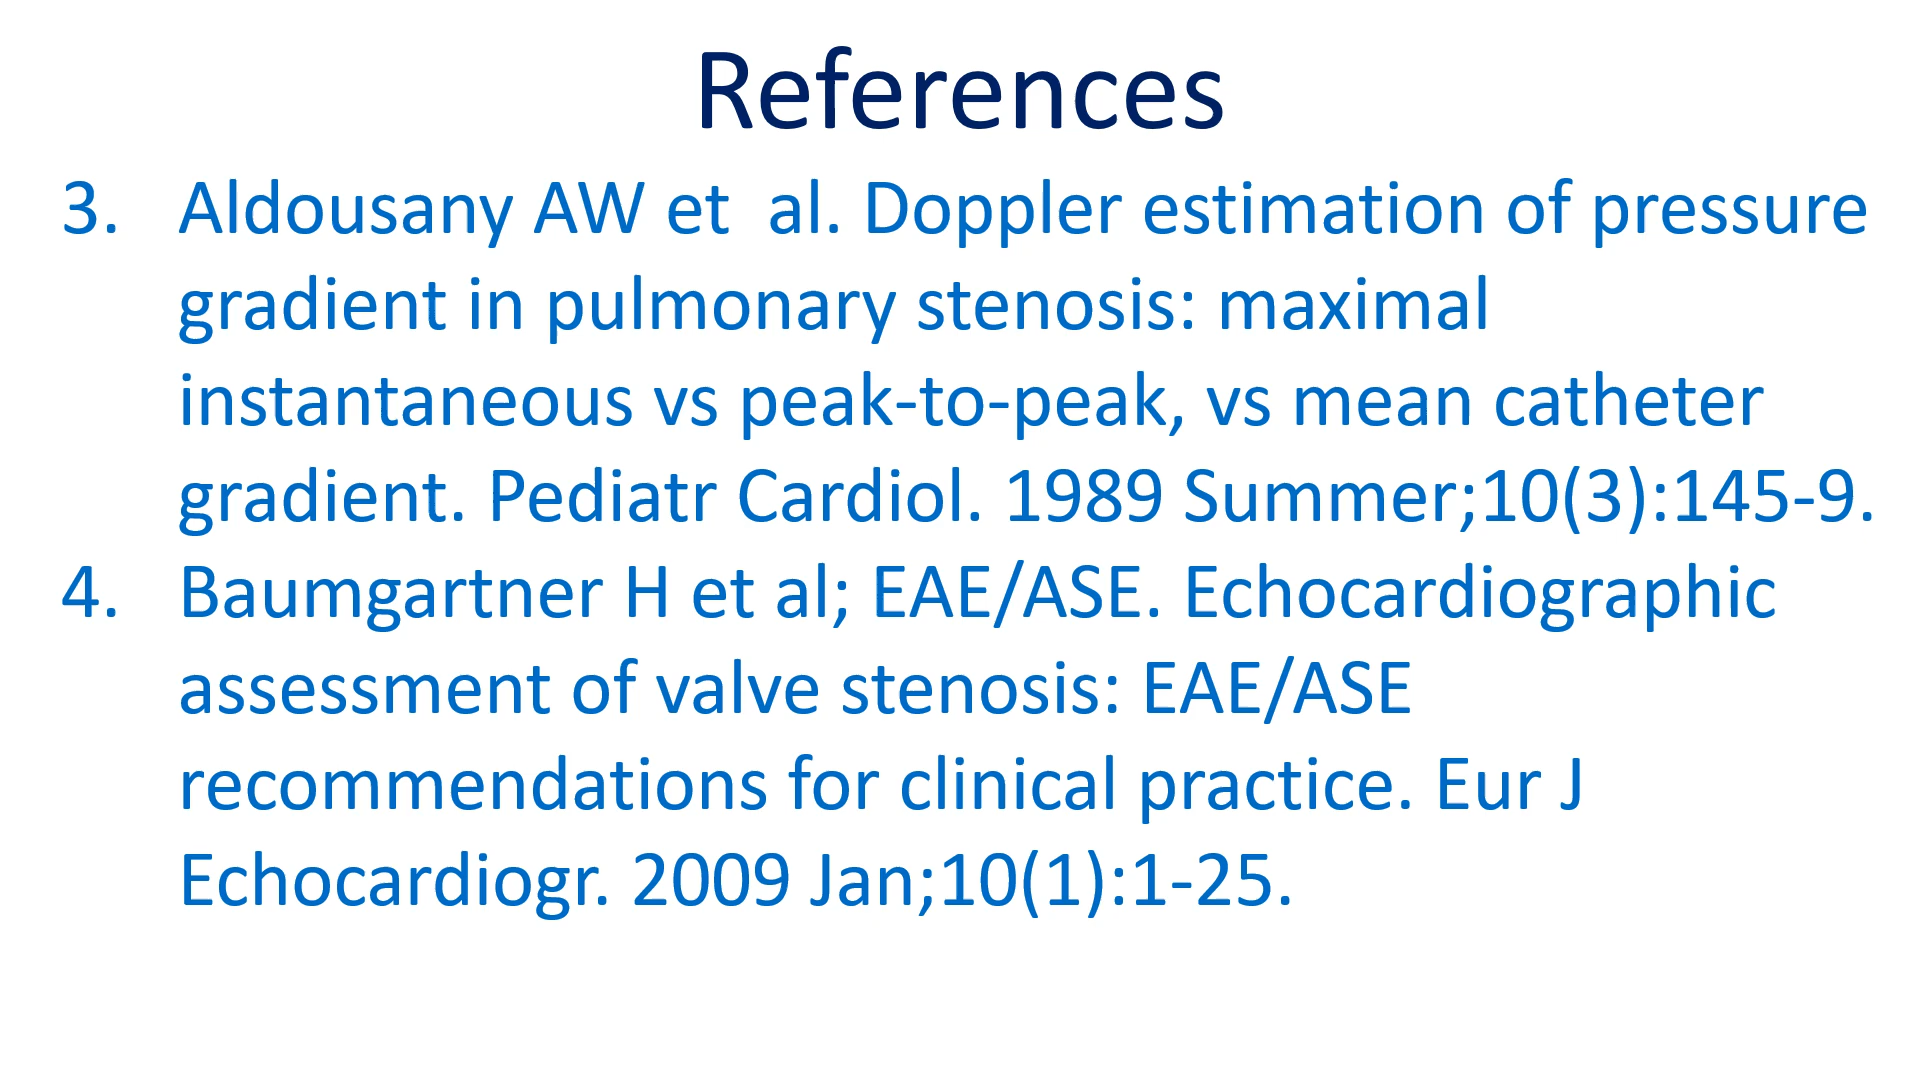 References
3. Aldousany AW et  al. Doppler estimation of pressure
gradient in pulmonary stenosis: maximal
instantaneous vs peak-to-peak, vs mean catheter
gradient. Pediatr Cardiol. 1989 Summer;10(3):145-9.
4. Baumgartner H et al; EAE/ASE. Echocardiographic
assessment of valve stenosis: EAE/ASE
recommendations for clinical practice. Eur J
Echocardiogr. 2009 Jan;10(1):1-25.